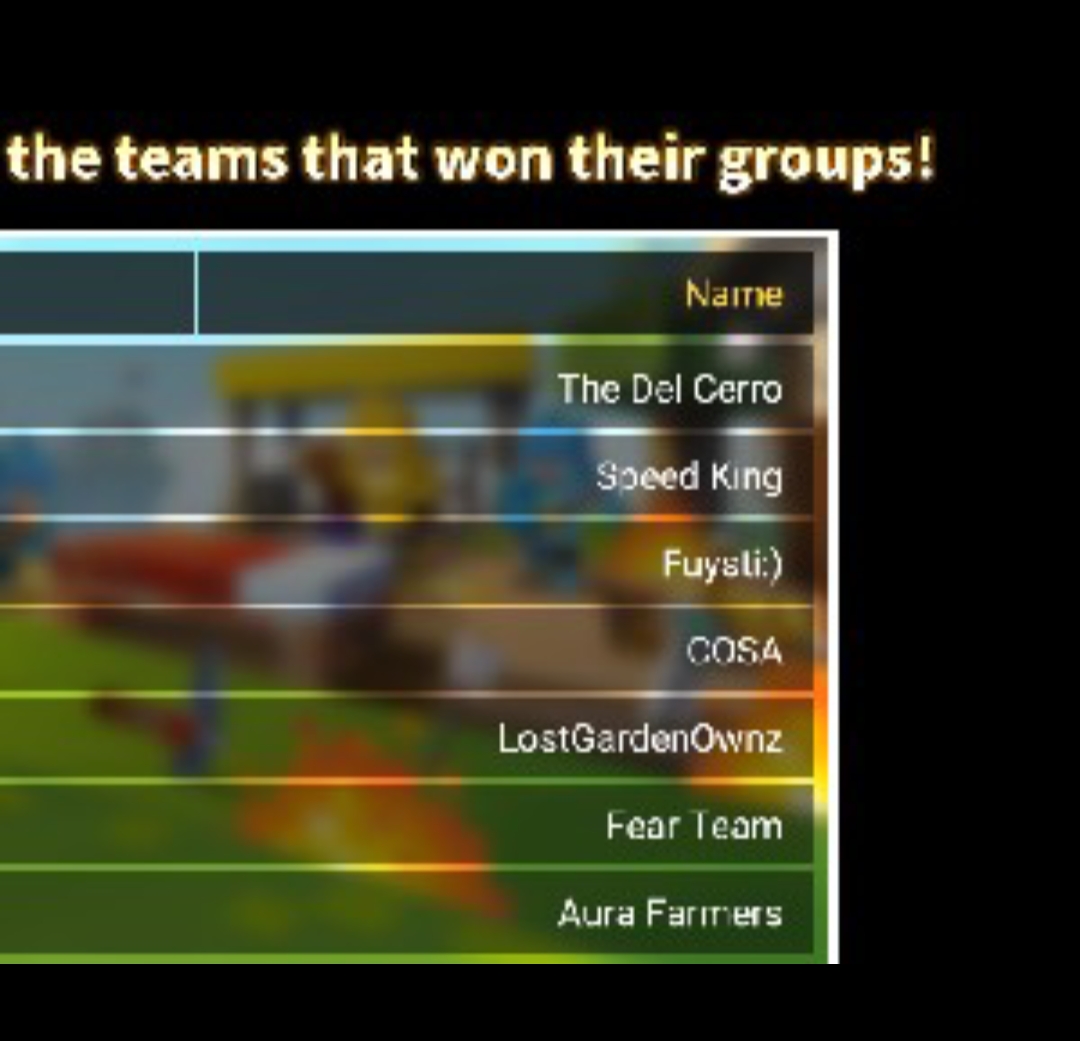 the teams that won their groups!
Name
The Del Cerro
Speed King
Fuysti:)
COSA
LostGardenOwnz
Fear Team
Aura Farmers